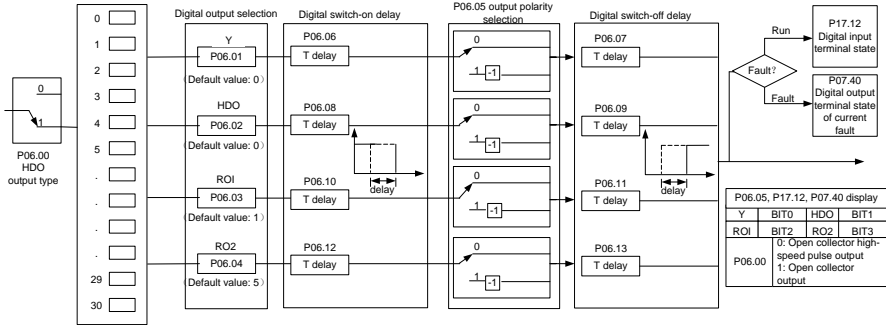 Digital output selection
Digital switch-on delay
P06.05 output polarity
selection
Digital switch-off delay
0
1
2
3
4
5
.
.
.
.
29
30
0
1
P06.00
HDO
output type
Y
P06.01
(Default value: 0)
HDO
P06.02
(Default value: 0)
ROI
P06.03
(Default value: 1)
RO2
P06.04
(Default value: 5)
P06.06
T delay
P06.08
T delay
delay
P06.10
T delay
P06.12
T delay
0
1
-1
0
1
-1
0
1
-1
0
1
-1
P06.07
T delay
P06.09
T delay
delay
P06.11
T delay
P06.13
T delay
Run
Fault?
Fault
P17.12
Digital input
terminal state
P07.40
Digital output
terminal state
of current
fault
P06.05, P17.12, P07.40 display
Y BIT0 HDO BIT1
ROI BIT2 RO2 BIT3
P06.00
0: Open collector high-
speed pulse output
1: Open collector
output